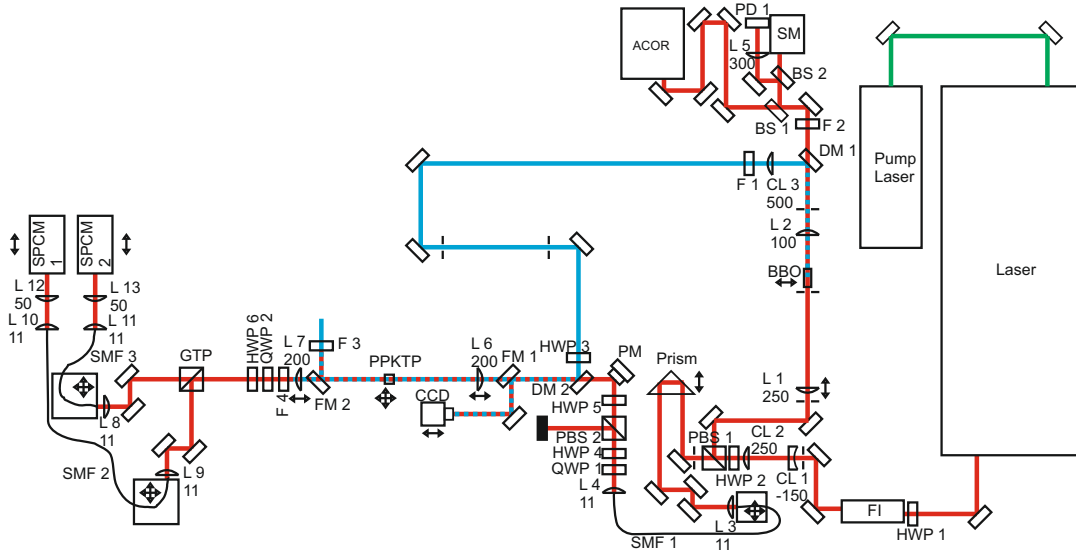 PD 1
SM
ACOR
L 5
300
BS 2
BS 1
F 2
DM 1
Pump
Laser
F 1
CL 3
500
SPCM
1
SPCM
2
L 2
100
BBO
Laser
L 12
50
L 13
50
L 10
11
L 11
11
SMF 3
GTP
HWP 6
QWP 2
L 7
200
F 3
PPKTP
L 6
200
FM 1
HWP 3
PM
Prism
L 1
250
F 4
FM 2
CCD
DM 2
HWP 5
L 8
11
PBS 2
PBS 1
CL 2
250
HWP 4
QWP 1
HWP 2
CL 1
-150
SMF 2
L 9
11
L 4
11
SMF 1
L 3
11
FI
HWP 1